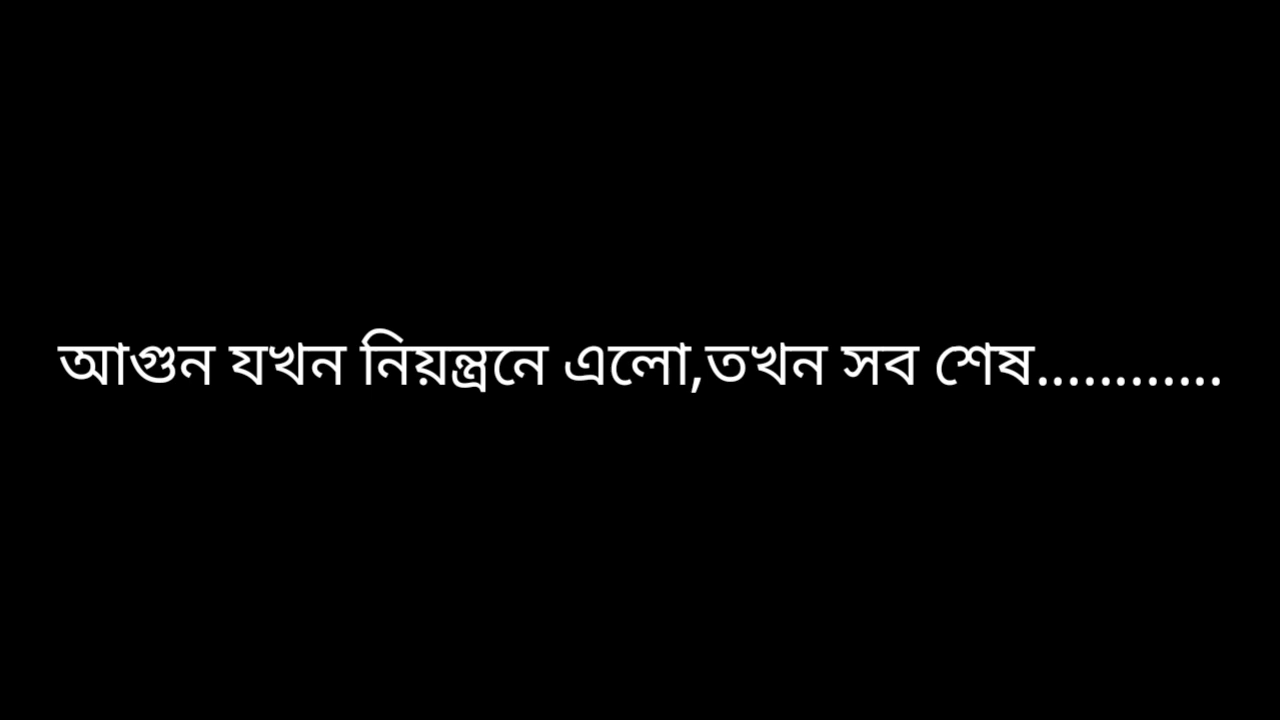 আগুন যখন নিয়ন্ত্রনে এলো,তখন সব শেষ............